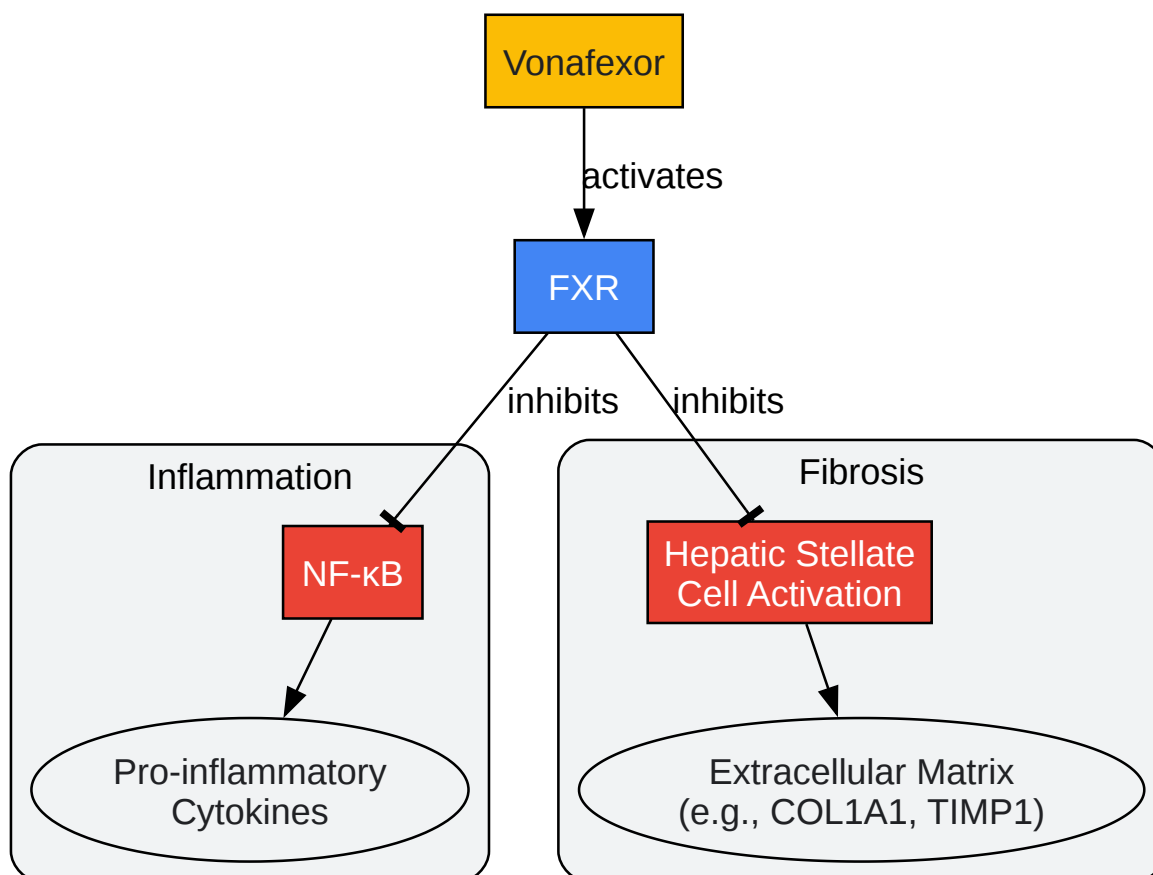 Vonafexor
activates
FXR
inhibits
inhibits
Inflammation
NF-κB
Pro-inflammatory
Cytokines
Fibrosis
Hepatic Stellate
Cell Activation
Extracellular Matrix
(e.g., COL1A1, TIMP1)